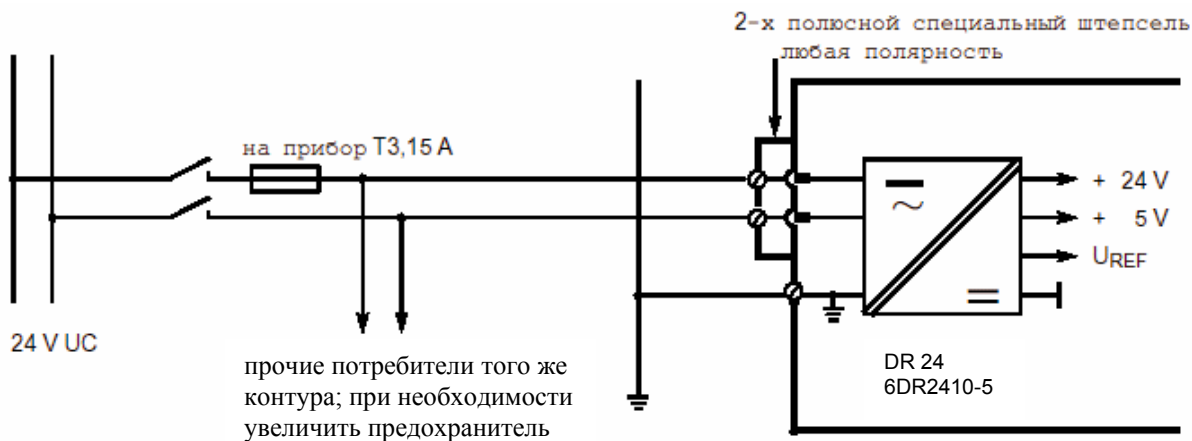 2-х полюсной специальный штепсель
любая полярность
на прибор T3,15 A
+ 24 V
+ 5 V
UREF
24 V UC
прочие потребители того же
контура; при необходимости
увеличить предохранитель
DR 24
6DR2410-5